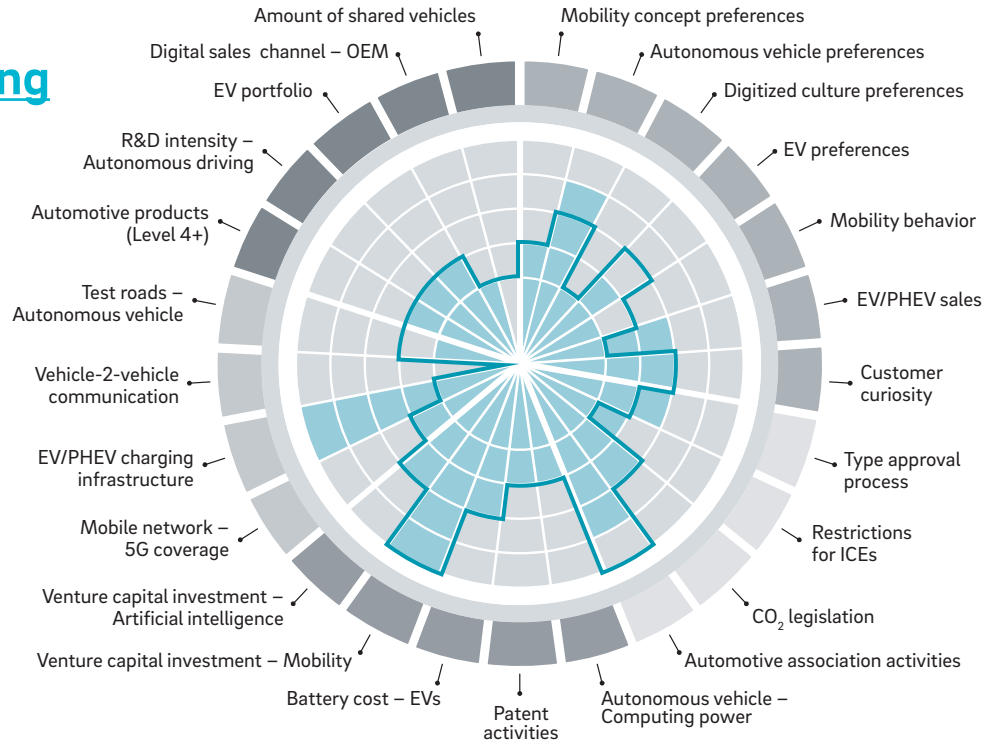 ng
Amount of shared vehicles
Mobility concept preferences
Digital sales channel – OEM
Autonomous vehicle preferences
EV portfolio
Digitized culture preferences
R&D intensity –
Autonomous driving
EV preferences
Automotive products
(Level 4+)
Mobility behavior
Test roads –
Autonomous vehicle
EV/PHEV sales
Vehicle-2-vehicle
communication
Customer
curiosity
EV/PHEV charging
infrastructure
Type approval
process
Mobile network –
5G coverage
Restrictions
for ICEs
Venture capital investment –
Artificial intelligence
CO2 legislation
Venture capital investment – Mobility
Automotive association activities
Battery cost – EVs
Autonomous vehicle –
Computing power
Patent
activities